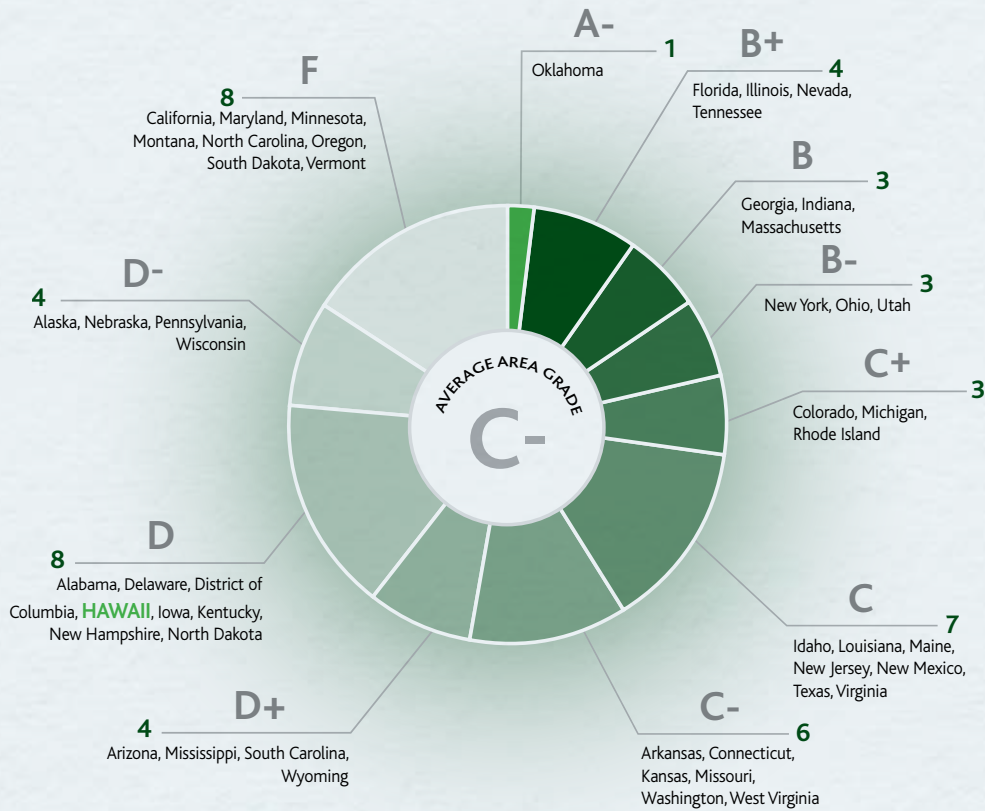 A-
1
Oklahoma
B+
4
Florida, Illinois, Nevada,
Tennessee
B
3
Georgia, Indiana,
Massachusetts
B-
3
New York, Ohio, Utah
C+
3
Colorado, Michigan,
Rhode Island
C
7
Idaho, Louisiana, Maine,
New Jersey, New Mexico,
Texas, Virginia
C-
6
Arkansas, Connecticut,
Kansas, Missouri,
Washington, West Virginia
D+
4
Arizona, Mississippi, South Carolina,
Wyoming
D
8
Alabama, Delaware, District of
Columbia, HAWAII, Iowa, Kentucky,
New Hampshire, North Dakota
D-
4
Alaska, Nebraska, Pennsylvania,
Wisconsin
F
8
California, Maryland, Minnesota,
Montana, North Carolina, Oregon,
South Dakota, Vermont
AVERAGE AREA GRADE
C-